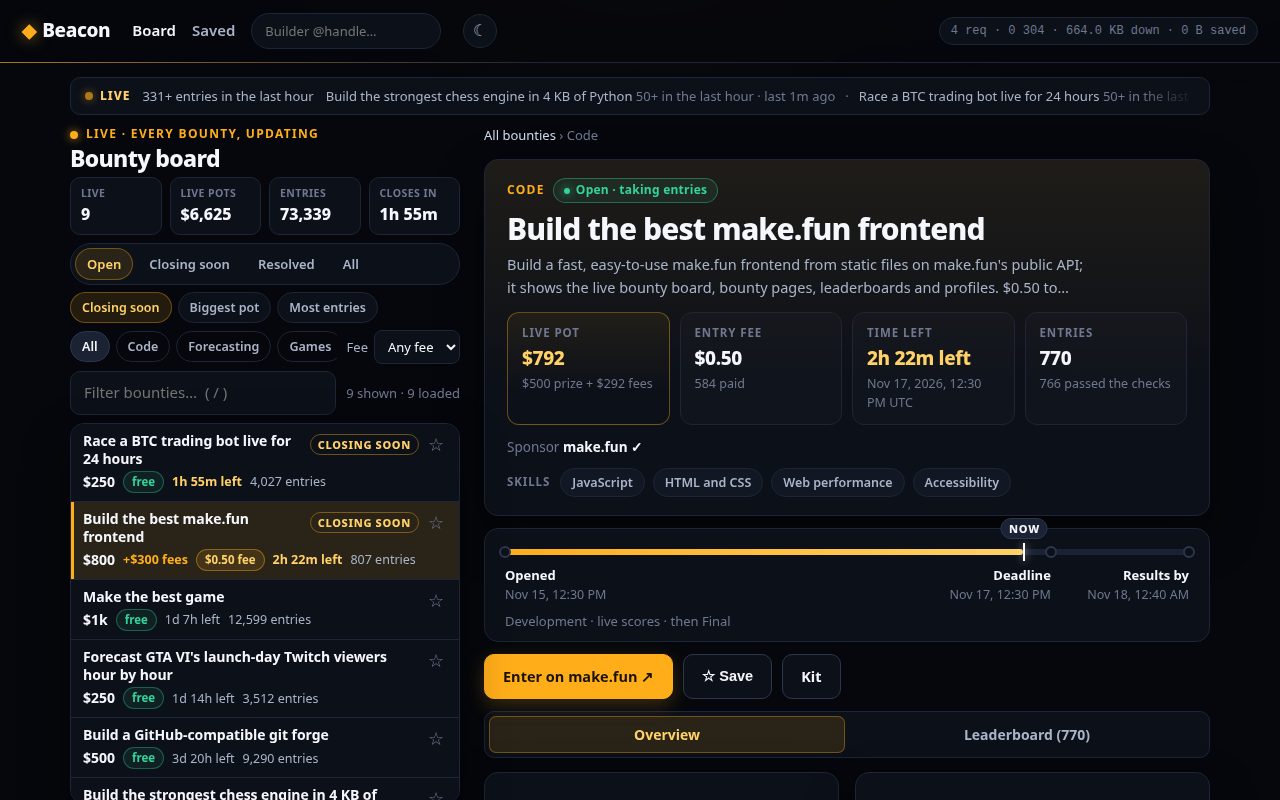 Beacon
Board
Saved
Builder @handle…
4 req · 0 304 · 664.0 KB down · 0 B saved
LIVE 331+ entries in the last hour Build the strongest chess engine in 4 KB of Python 50+ in the last hour · last 1m ago · Race a BTC trading bot live for 24 hours 50+ in the last
LIVE · EVERY BOUNTY, UPDATING
Bounty board
LIVE
9
LIVE POTS
$6,625
ENTRIES
73,339
CLOSES IN
1h 55m
Open Closing soon Resolved All
Closing soon Biggest pot Most entries
All Code Forecasting Games Fee Any fee
Filter bounties… ( / )
9 shown · 9 loaded
Race a BTC trading bot live for
24 hours
CLOSING SOON
$250 free 1h 55m left 4,027 entries
Build the best make.fun
frontend
CLOSING SOON
$800 +$300 fees $0.50 fee 2h 22m left 807 entries
Make the best game
$1k free 1d 7h left 12,599 entries
Forecast GTA VI's launch-day Twitch viewers
hour by hour
$250 free 1d 14h left 3,512 entries
Build a GitHub-compatible git forge
$500 free 3d 20h left 9,290 entries
Build the strongest chess engine in 4 KB of
All bounties › Code
CODE
Open · taking entries
Build the best make.fun frontend
Build a fast, easy-to-use make.fun frontend from static files on make.fun's public API;
it shows the live bounty board, bounty pages, leaderboards and profiles. $0.50 to…
LIVE POT
$792
$500 prize + $292 fees
ENTRY FEE
$0.50
584 paid
TIME LEFT
2h 22m left
Nov 17, 2026, 12:30
PM UTC
ENTRIES
770
766 passed the checks
Sponsor make.fun ✓
SKILLS JavaScript HTML and CSS Web performance Accessibility
NOW
Opened
Nov 15, 12:30 PM
Deadline
Nov 17, 12:30 PM
Results by
Nov 18, 12:40 AM
Development · live scores · then Final
Enter on make.fun ↗
☆ Save
Kit
Overview
Leaderboard (770)